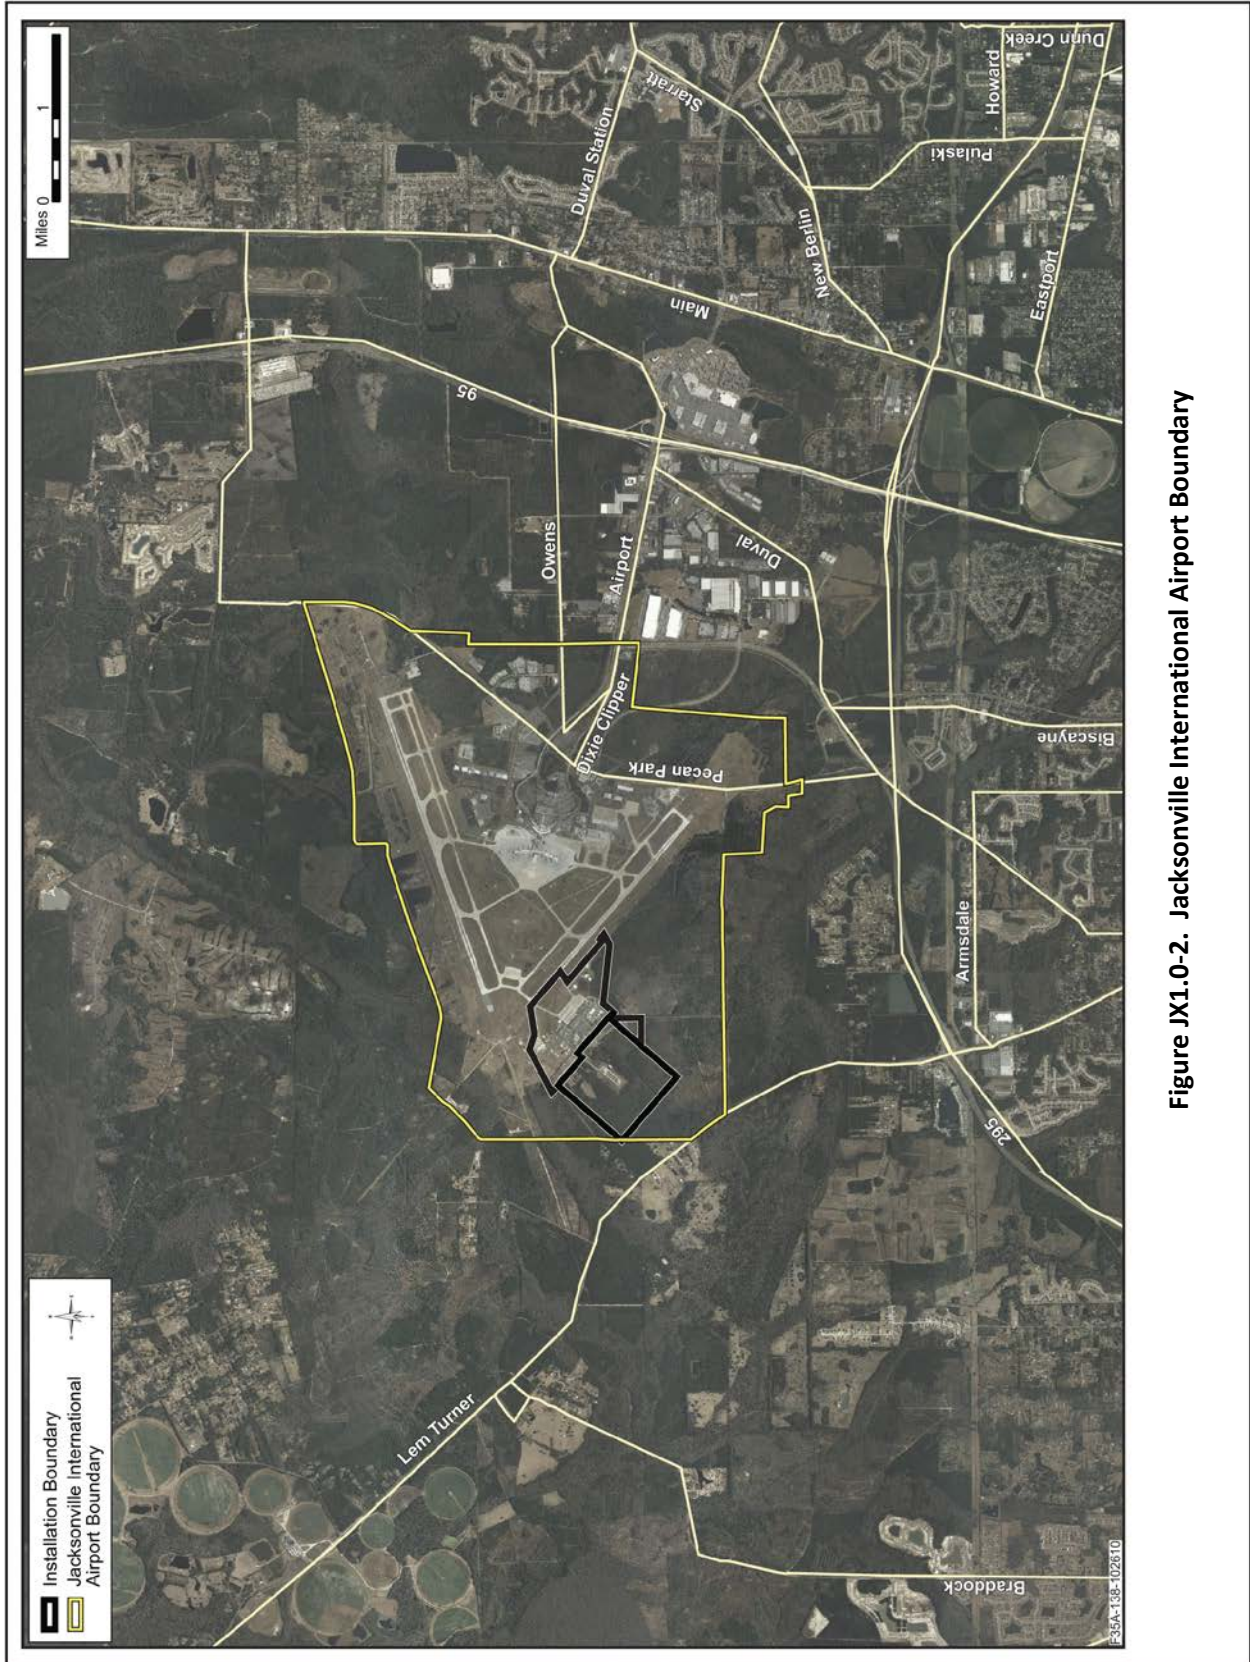 Installation Boundary
Jacksonville International
Airport Boundary
Miles 0 1
Lem Turner
Braddock
295
Armsdale
Biscayne
Pecan Park
Dixie Clipper
Airport
Owens
Duval
95
Main
Duval Station
Starratt
New Berlin
Pulaski
Howard
Dunn Creek
Eastport
F35A-138-102610
Figure JX1.0-2. Jacksonville International Airport Boundary